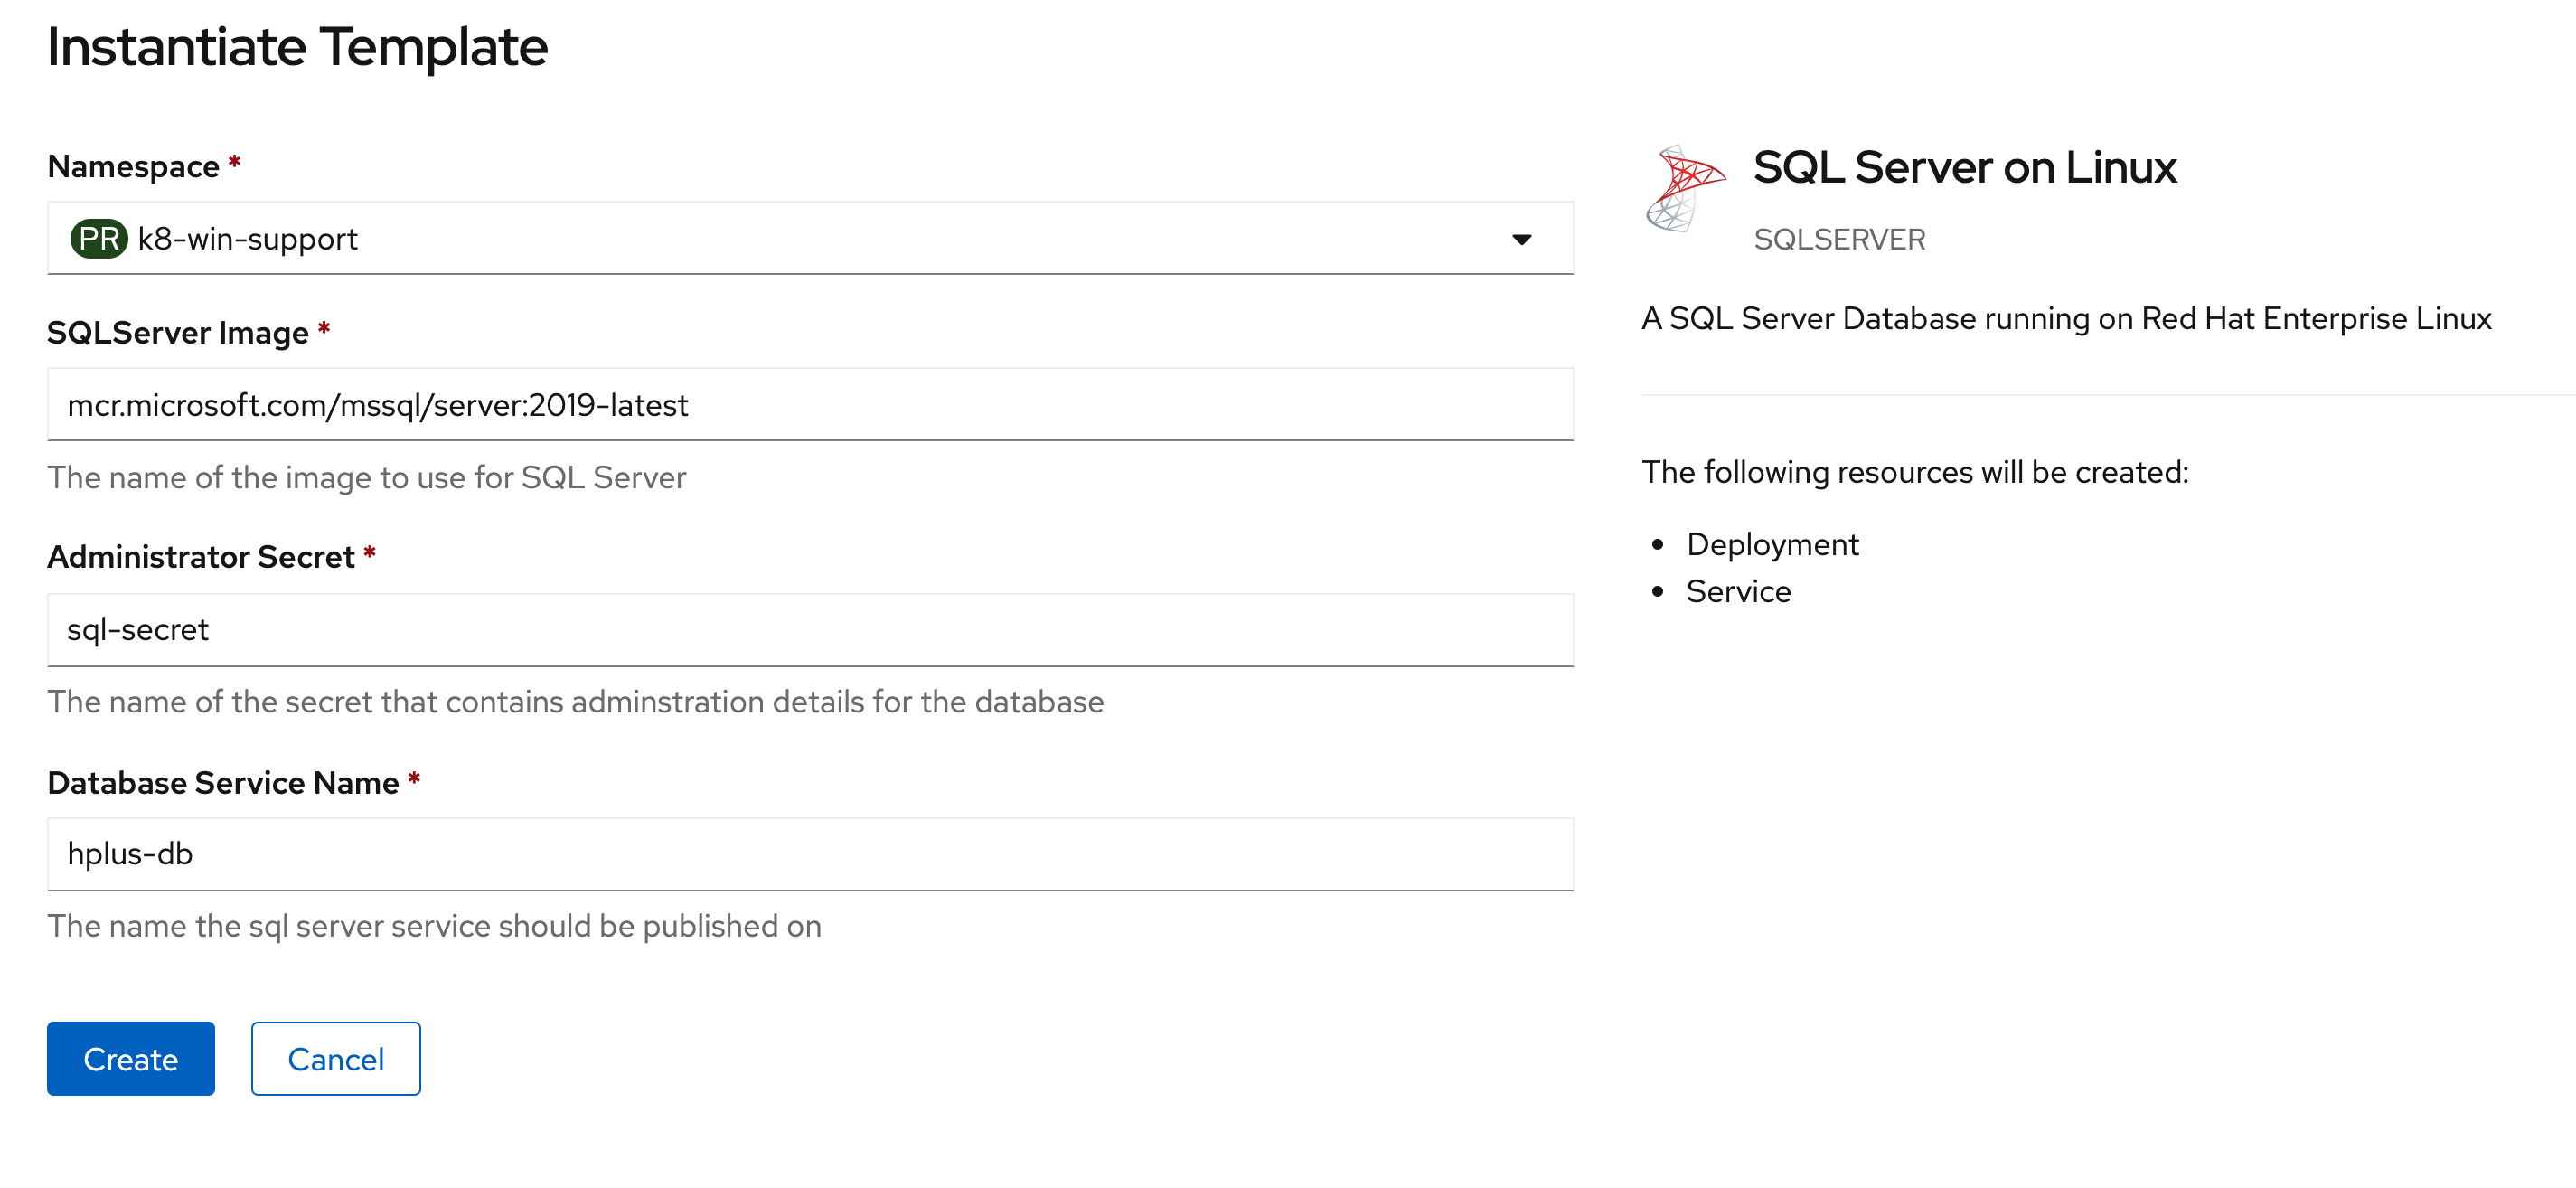 Instantiate Template
Namespace *
PR k8-win-support
SQLServer Image *
mcr.microsoft.com/mssql/server:2019-latest
The name of the image to use for SQL Server
Administrator Secret *
sql-secret
The name of the secret that contains adminstration details for the database
Database Service Name *
hplus-db
The name the sql server service should be published on
Create
Cancel
SQL Server on Linux
SQLSERVER
A SQL Server Database running on Red Hat Enterprise Linux
The following resources will be created:
• Deployment
• Service